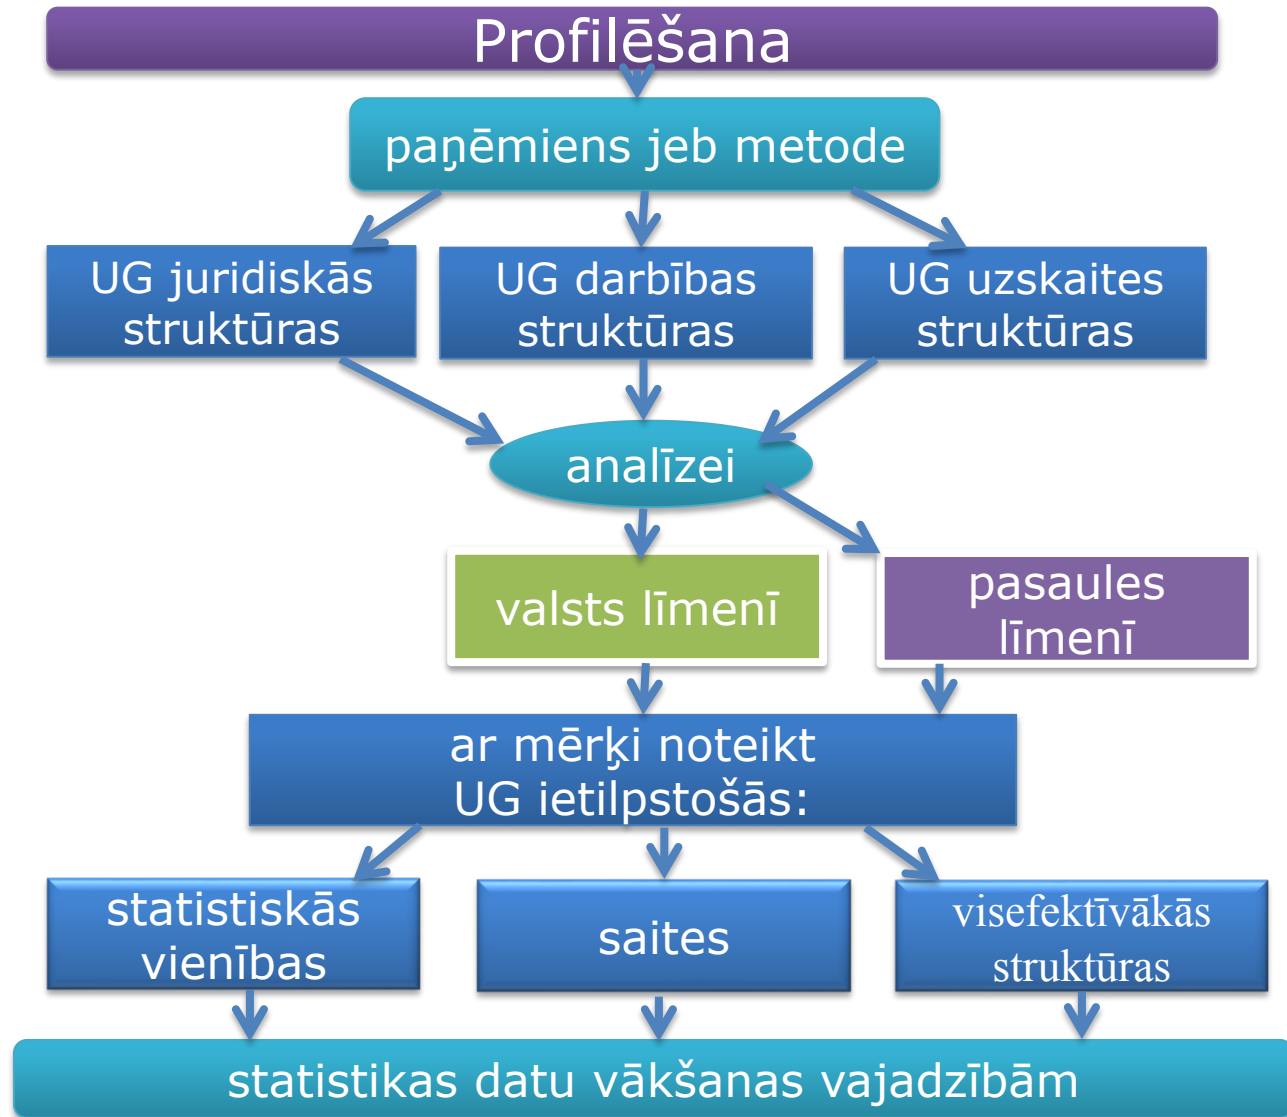 Profilēšana
paņēmiens jeb metode
UG juridiskās
struktūras
UG darbības
struktūras
UG uzskaites
struktūras
analīzei
valsts līmenī
pasaules
līmenī
ar mērķi noteikt
UG ietilpstošās:
statistiskās
vienības
saites
visefektīvākās
struktūras
statistikas datu vākšanas vajadzībām